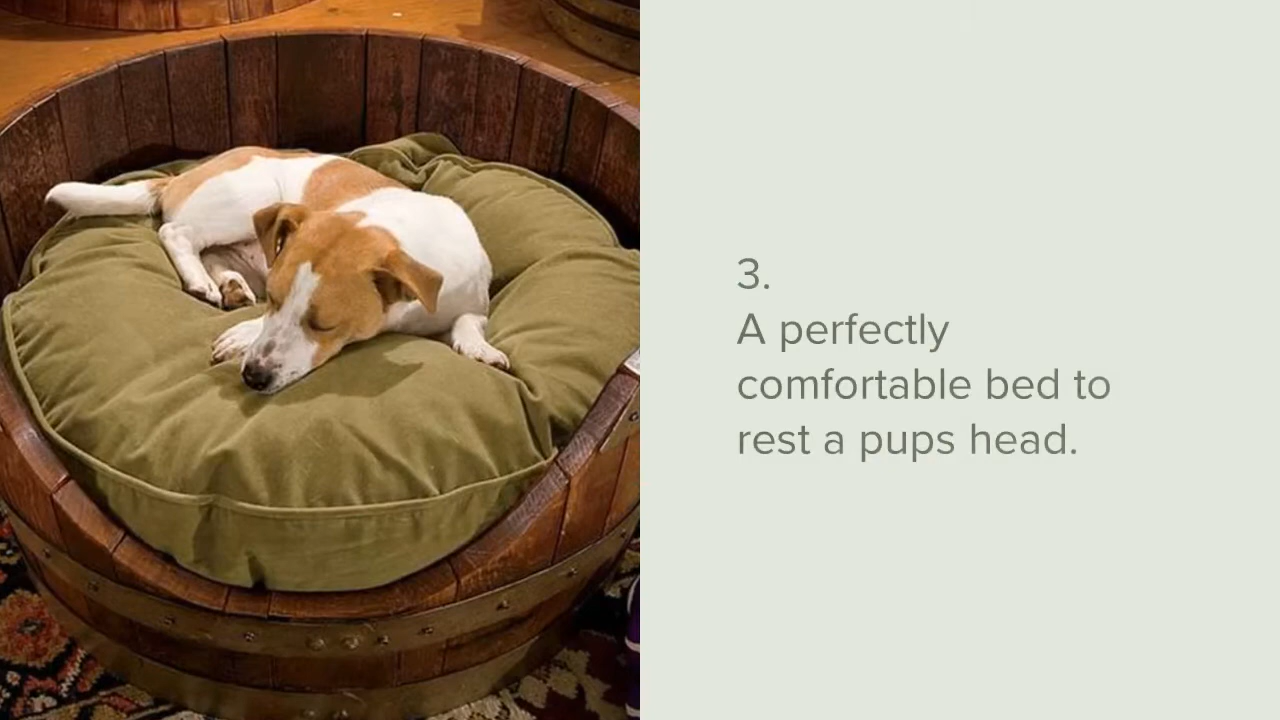 3.
A perfectly
comfortable bed to
rest a pups head.